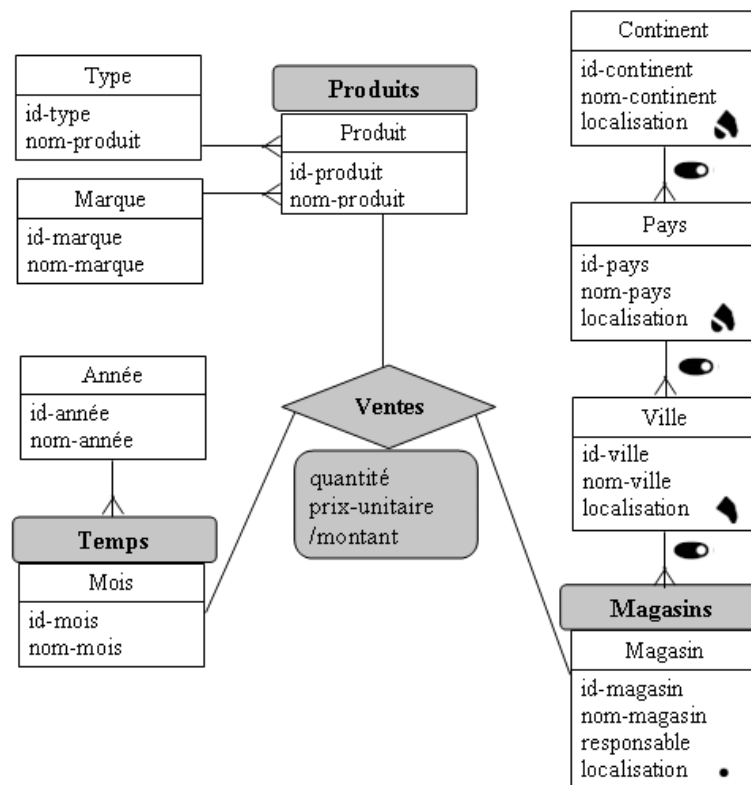 Type
id-type
nom-produit
Marque
id-marque
nom-marque
Produits
Produit
id-produit
nom-produit
Continent
id-continent
nom-continent
localisation
Pays
id-pays
nom-pays
localisation
Ville
id-ville
nom-ville
localisation
Magasins
Magasin
id-magasin
nom-magasin
responsable
localisation
Année
id-année
nom-année
Temps
Mois
id-mois
nom-mois
Ventes
quantité
prix-unitaire
/montant